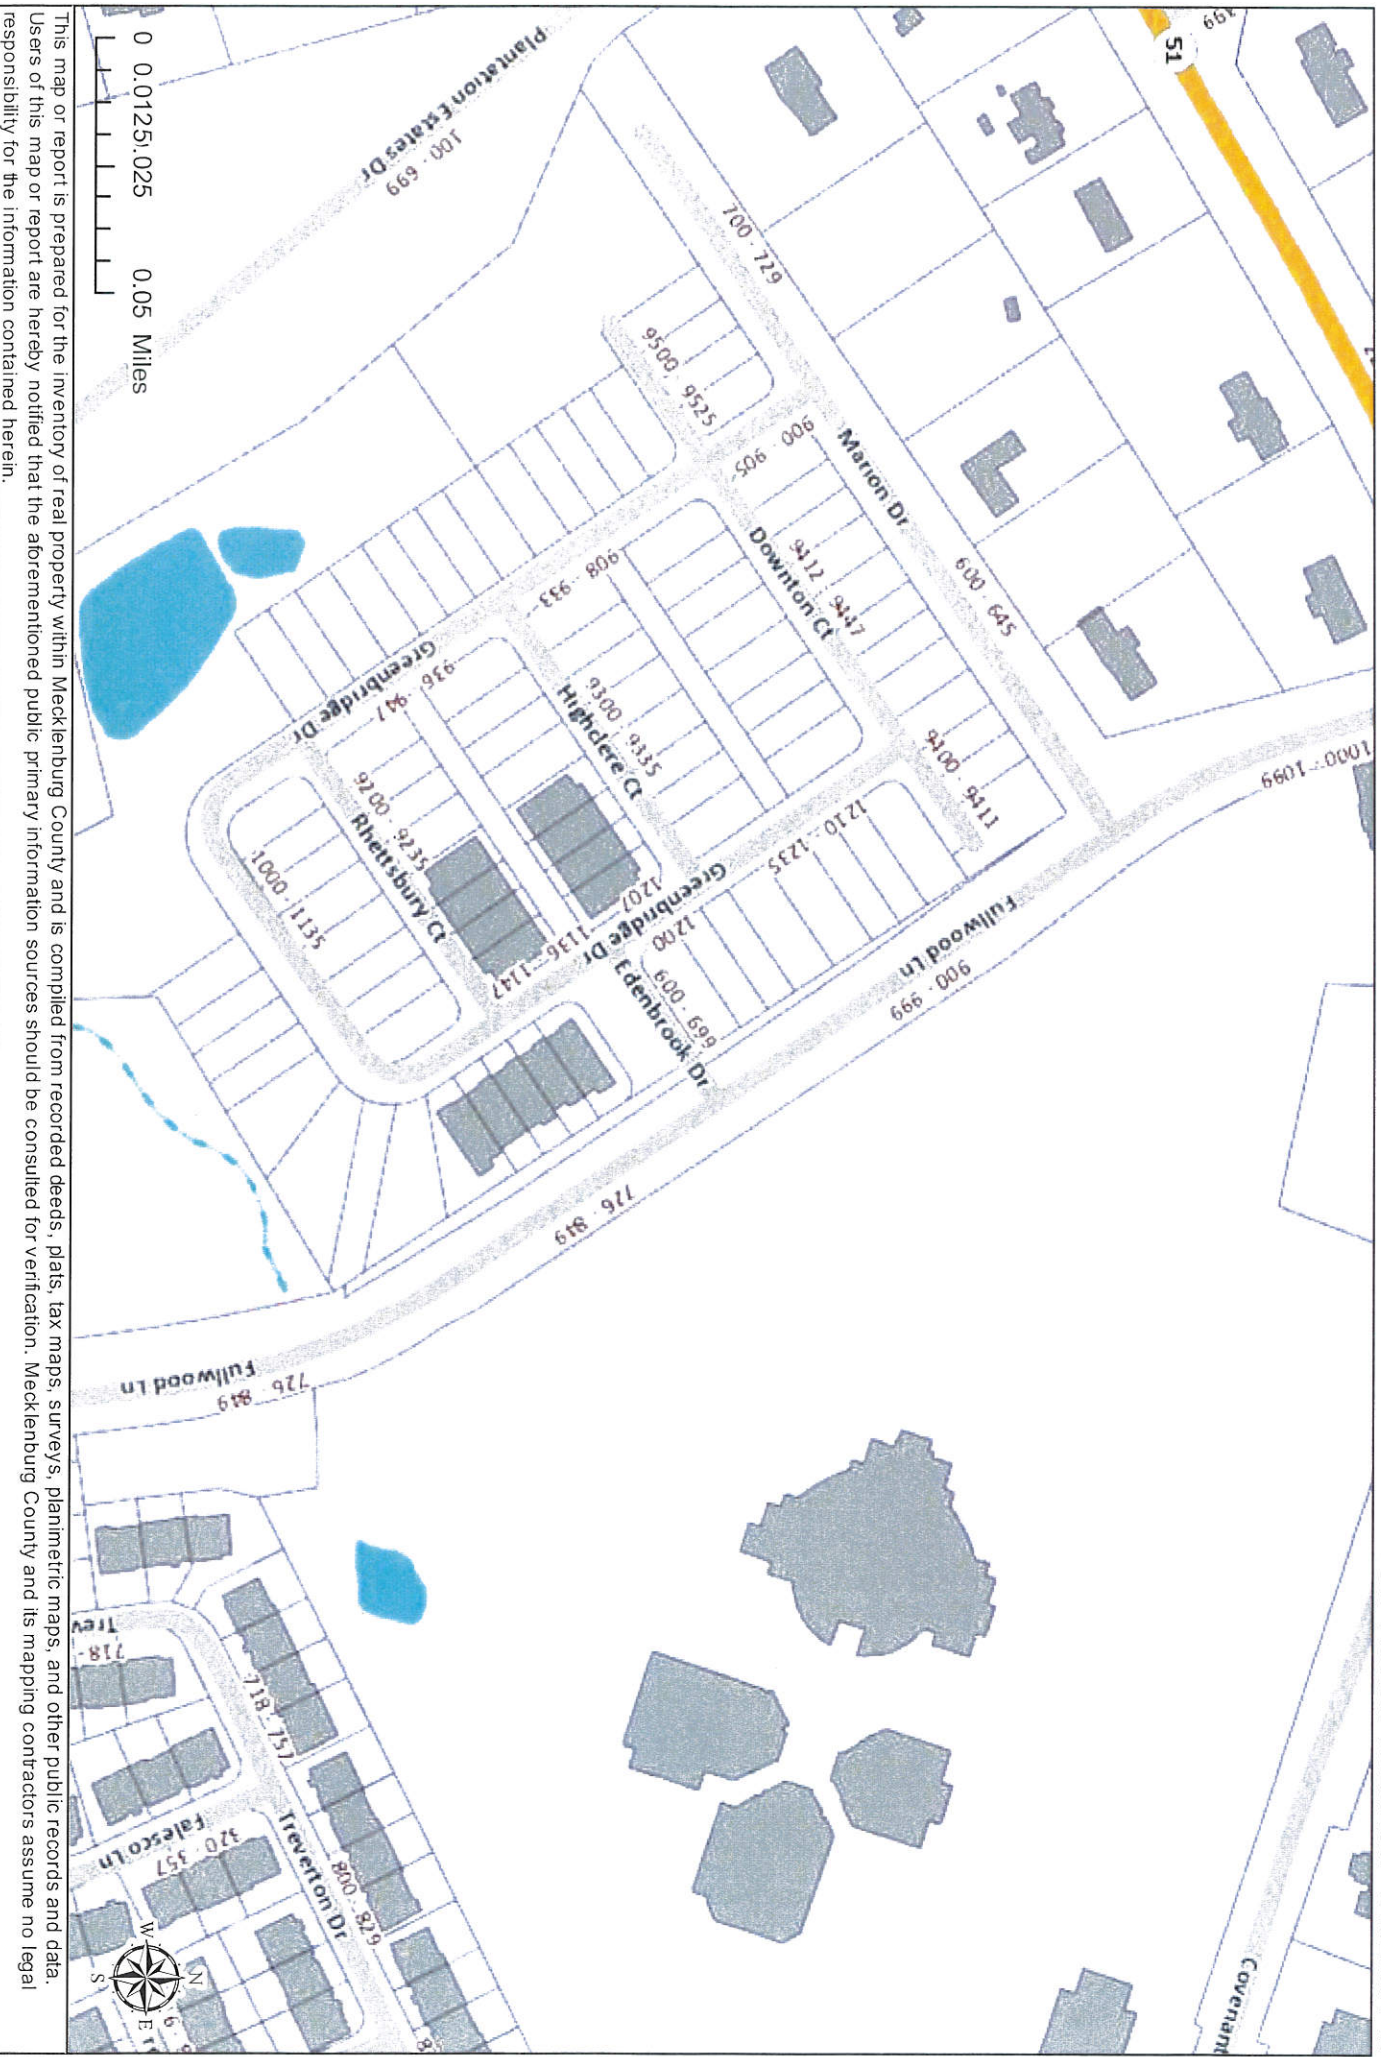 51
399
Plantation Estates Dr
100 - 699
700 - 729
Marion Dr
600 - 645
1000 - 1099
9500 - 9525
900 - 905
Downton Ct
9412 - 9447
9400 - 9411
908 - 933
Highclere Ct
9300 - 9335
Greenbridge Dr
936 - 947
Rhettsbury Ct
9200 - 9235
1000 - 1135
1136 - 1147
Greenbridge Dr
1200
1207
1210 - 1235
Edenbrook Dr
600 - 699
Fullwood Ln
900 - 999
726 - 849
Fullwood Ln
726 - 849
Covenant
718 - 757
Treverton Dr
800 - 829
Falesco Ln
320 - 357
Trev
718 -
N
W
E
S
0 0.0125 0.025 0.05 Miles
This map or report is prepared for the inventory of real property within Mecklenburg County and is compiled from recorded deeds, plats, tax maps, surveys, planimetric maps, and other public records and data.
Users of this map or report are hereby notified that the aforementioned public primary information sources should be consulted for verification. Mecklenburg County and its mapping contractors assume no legal
responsibility for the information contained herein.